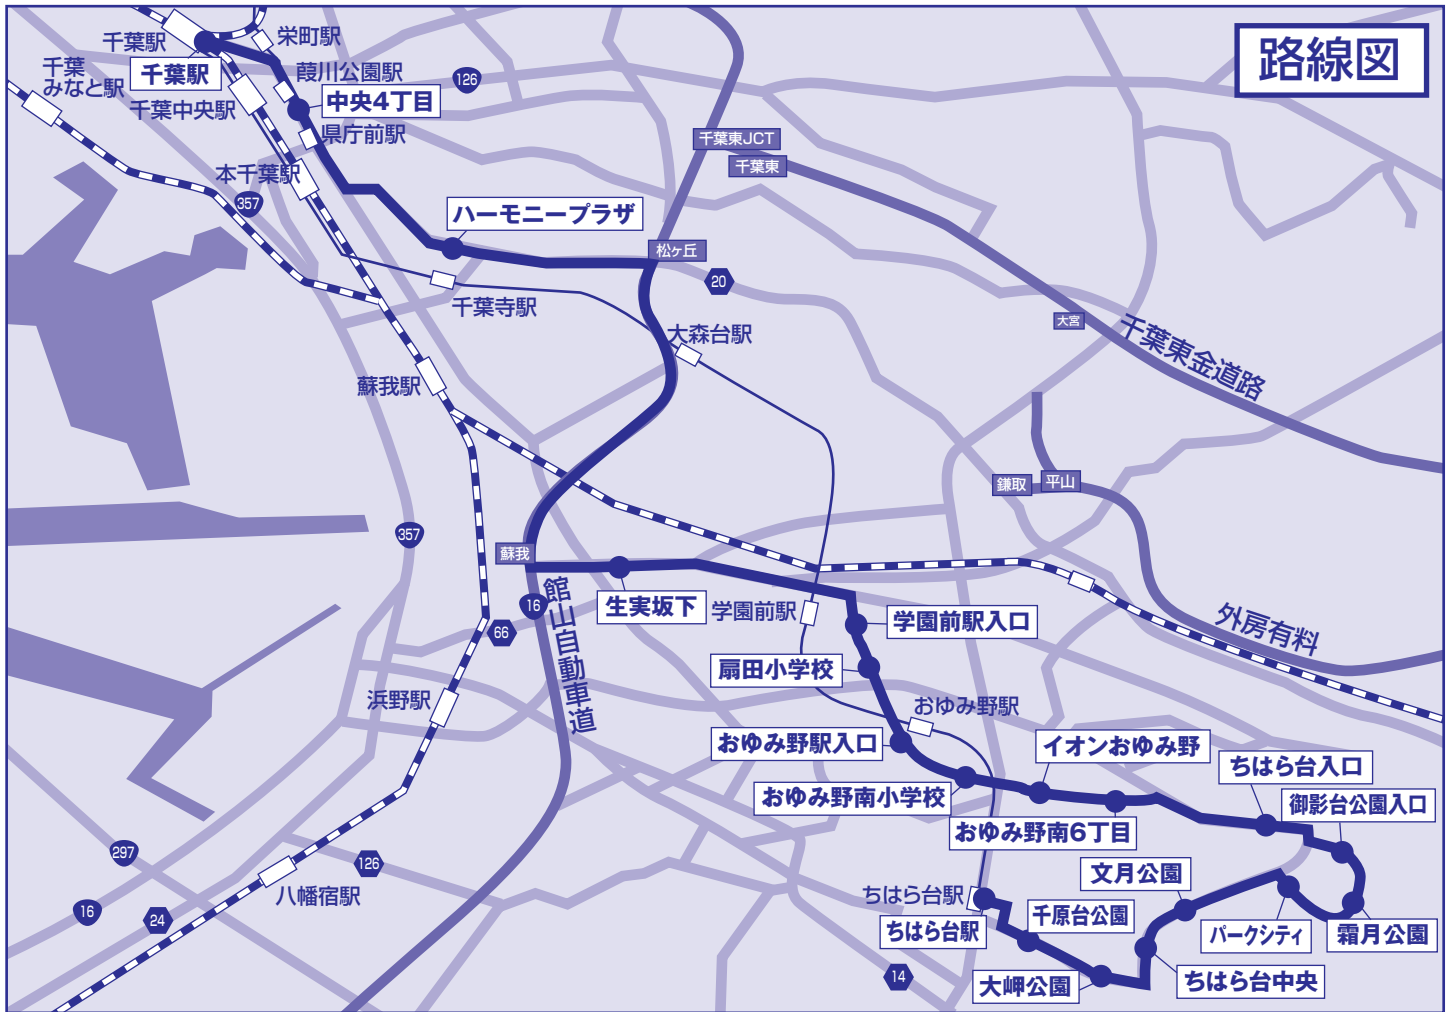 路線図
千葉駅
栄町駅
千葉
みなと駅
千葉駅
葭川公園駅
126
千葉中央駅
中央4丁目
県庁前駅
千葉東JCT
千葉東
本千葉駅
357
ハーモニープラザ
松ヶ丘
20
千葉寺駅
大森台駅
大宮
千葉東金道路
蘇我駅
鎌取
平山
357
蘇我
館山自動車道
16
66
生実坂下
学園前駅
学園前駅入口
外房有料
扇田小学校
浜野駅
おゆみ野駅
おゆみ野駅入口
イオンおゆみ野
ちはら台入口
おゆみ野南小学校
御影台公園入口
おゆみ野南6丁目
297
126
文月公園
八幡宿駅
ちはら台駅
千原台公園
16
24
ちはら台駅
パークシティ
霜月公園
14
大岬公園
ちはら台中央